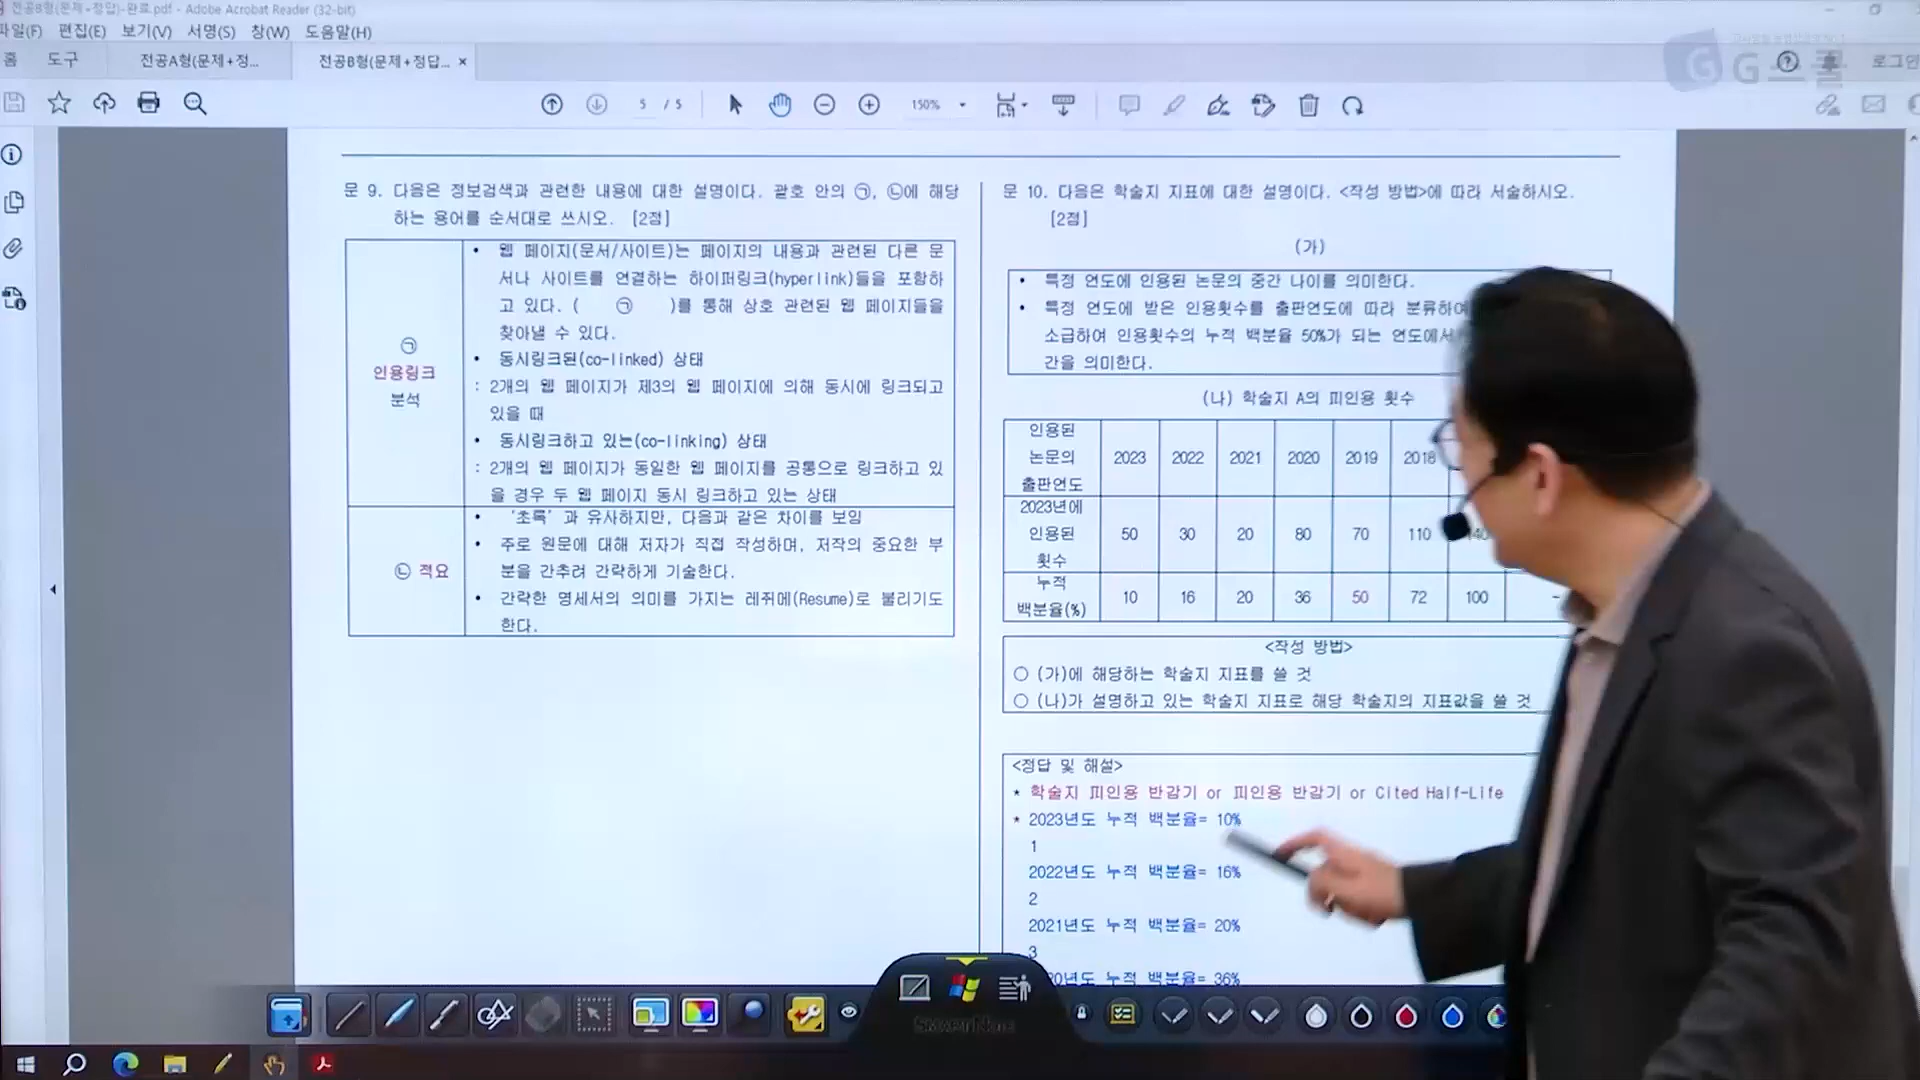 전공B형(문제+정답)-완료.pdf - Adobe Acrobat Reader (32-bit)
파일(F) 편집(E) 보기(V) 서명(S) 창(W) 도움말(H)
홈 도구 전공A형(문제+정... 전공B형(문제+정답... ×
로그인
G스쿨
5 / 5
150%
문 9. 다음은 정보검색과 관련한 내용에 대한 설명이다. 괄호 안의 ㉠, ㉡에 해당
하는 용어를 순서대로 쓰시오. [2점]
㉠
인용링크
분석
• 웹 페이지(문서/사이트)는 페이지의 내용과 관련된 다른 문
서나 사이트를 연결하는 하이퍼링크(hyperlink)들을 포함하
고 있다. ( ㉠ )를 통해 상호 관련된 웹 페이지들을
찾아낼 수 있다.
• 동시링크된(co-linked) 상태
: 2개의 웹 페이지가 제3의 웹 페이지에 의해 동시에 링크되고
있을 때
• 동시링크하고 있는(co-linking) 상태
: 2개의 웹 페이지가 동일한 웹 페이지를 공통으로 링크하고 있
을 경우 두 웹 페이지 동시 링크하고 있는 상태
㉡ 적요
• '초록'과 유사하지만, 다음과 같은 차이를 보임
• 주로 원문에 대해 저자가 직접 작성하며, 저작의 중요한 부
분을 간추려 간략하게 기술한다.
• 간략한 명세서의 의미를 가지는 레쥐메(Resume)로 불리기도
한다.
문 10. 다음은 학술지 지표에 대한 설명이다. <작성 방법>에 따라 서술하시오.
[2점]
(가)
• 특정 연도에 인용된 논문의 중간 나이를 의미한다.
• 특정 연도에 받은 인용횟수를 출판연도에 따라 분류하여
소급하여 인용횟수의 누적 백분율 50%가 되는 연도에서
간을 의미한다.
(나) 학술지 A의 피인용 횟수
인용된 논문의 출판연도 2023 2022 2021 2020 2019 2018
2023년에 인용된 횟수 50 30 20 80 70 110 140
누적 백분율(%) 10 16 20 36 50 72 100 -
<작성 방법>
○ (가)에 해당하는 학술지 지표를 쓸 것
○ (나)가 설명하고 있는 학술지 지표로 해당 학술지의 지표값을 쓸 것
<정답 및 해설>
* 학술지 피인용 반감기 or 피인용 반감기 or Cited Half-Life
* 2023년도 누적 백분율= 10%
1
2022년도 누적 백분율= 16%
2
2021년도 누적 백분율= 20%
3
20년도 누적 백분율= 36%